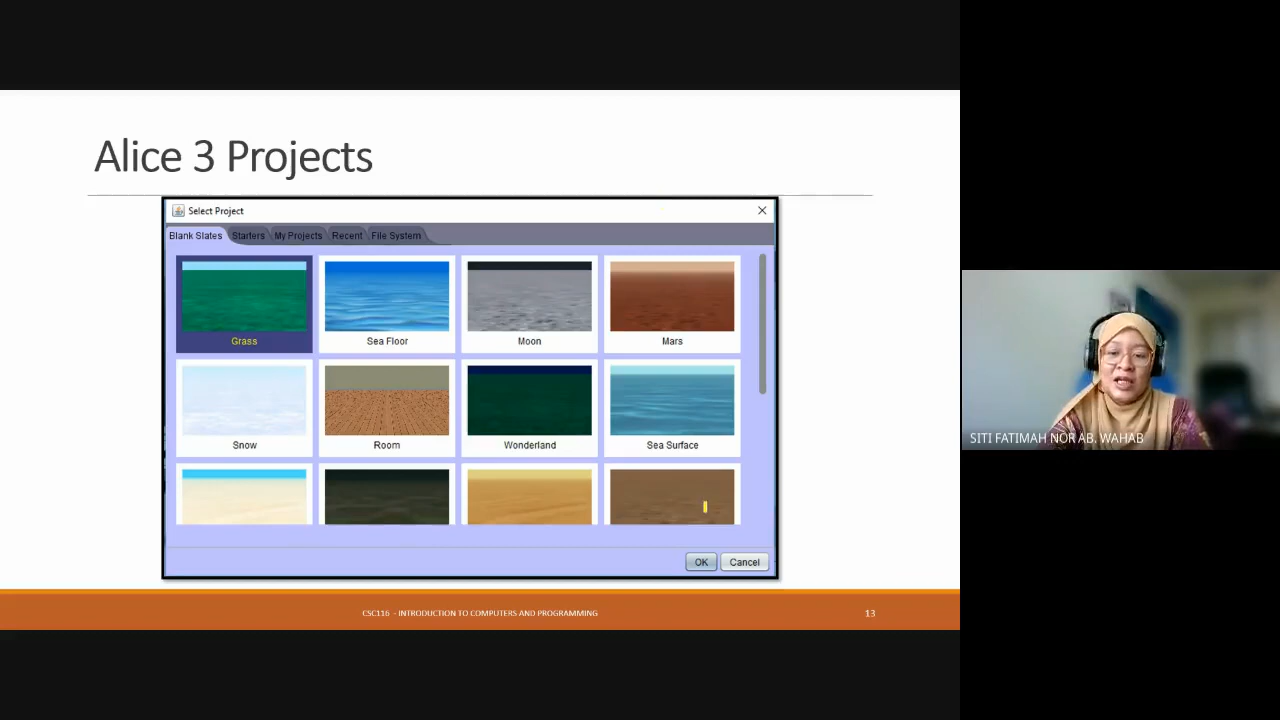 Alice 3 Projects
Select Project
Blank Slates Starters My Projects Recent File System
Grass Sea Floor Moon Mars
Snow Room Wonderland Sea Surface
OK Cancel
CSC116 - INTRODUCTION TO COMPUTERS AND PROGRAMMING 13
SITI FATIMAH NOR AB. WAHAB